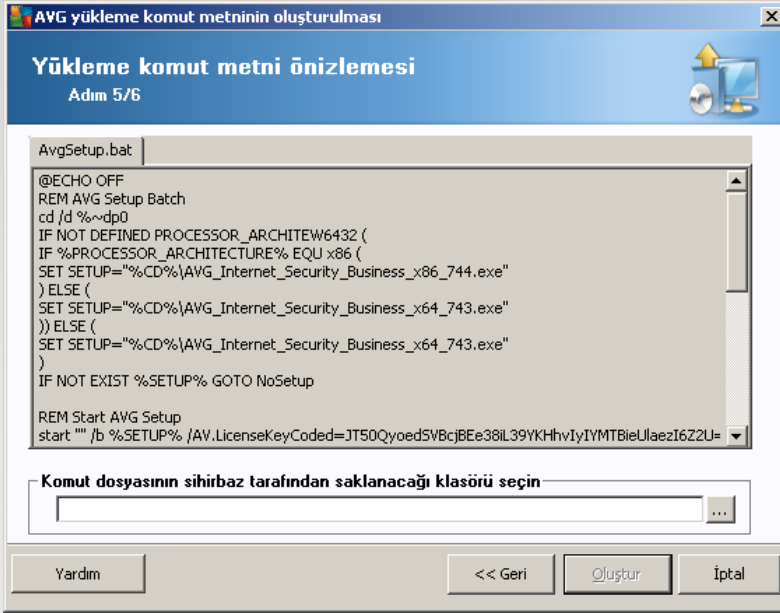 AVG yükleme komut metninin oluşturulması
Yükleme komut metni önizlemesi
Adım 5/6
AvgSetup.bat
@ECHO OFF
REM AVG Setup Batch
cd /d %~dp0
IF NOT DEFINED PROCESSOR_ARCHITEW6432 (
IF %PROCESSOR_ARCHITECTURE% EQU x86 (
SET SETUP="%CD%\AVG_Internet_Security_Business_x86_744.exe"
) ELSE (
SET SETUP="%CD%\AVG_Internet_Security_Business_x64_743.exe"
)) ELSE (
SET SETUP="%CD%\AVG_Internet_Security_Business_x64_743.exe"
)
IF NOT EXIST %SETUP% GOTO NoSetup
REM Start AVG Setup
start "" /b %SETUP% /AV.LicenseKeyCoded=JT50QyoedSVBcjBEe38iL39YKHhvIyIYMTBieUlaezI6Z2U=
Komut dosyasının sihirbaz tarafından saklanacağı klasörü seçin
...
Yardım
<< Geri
Oluştur
İptal